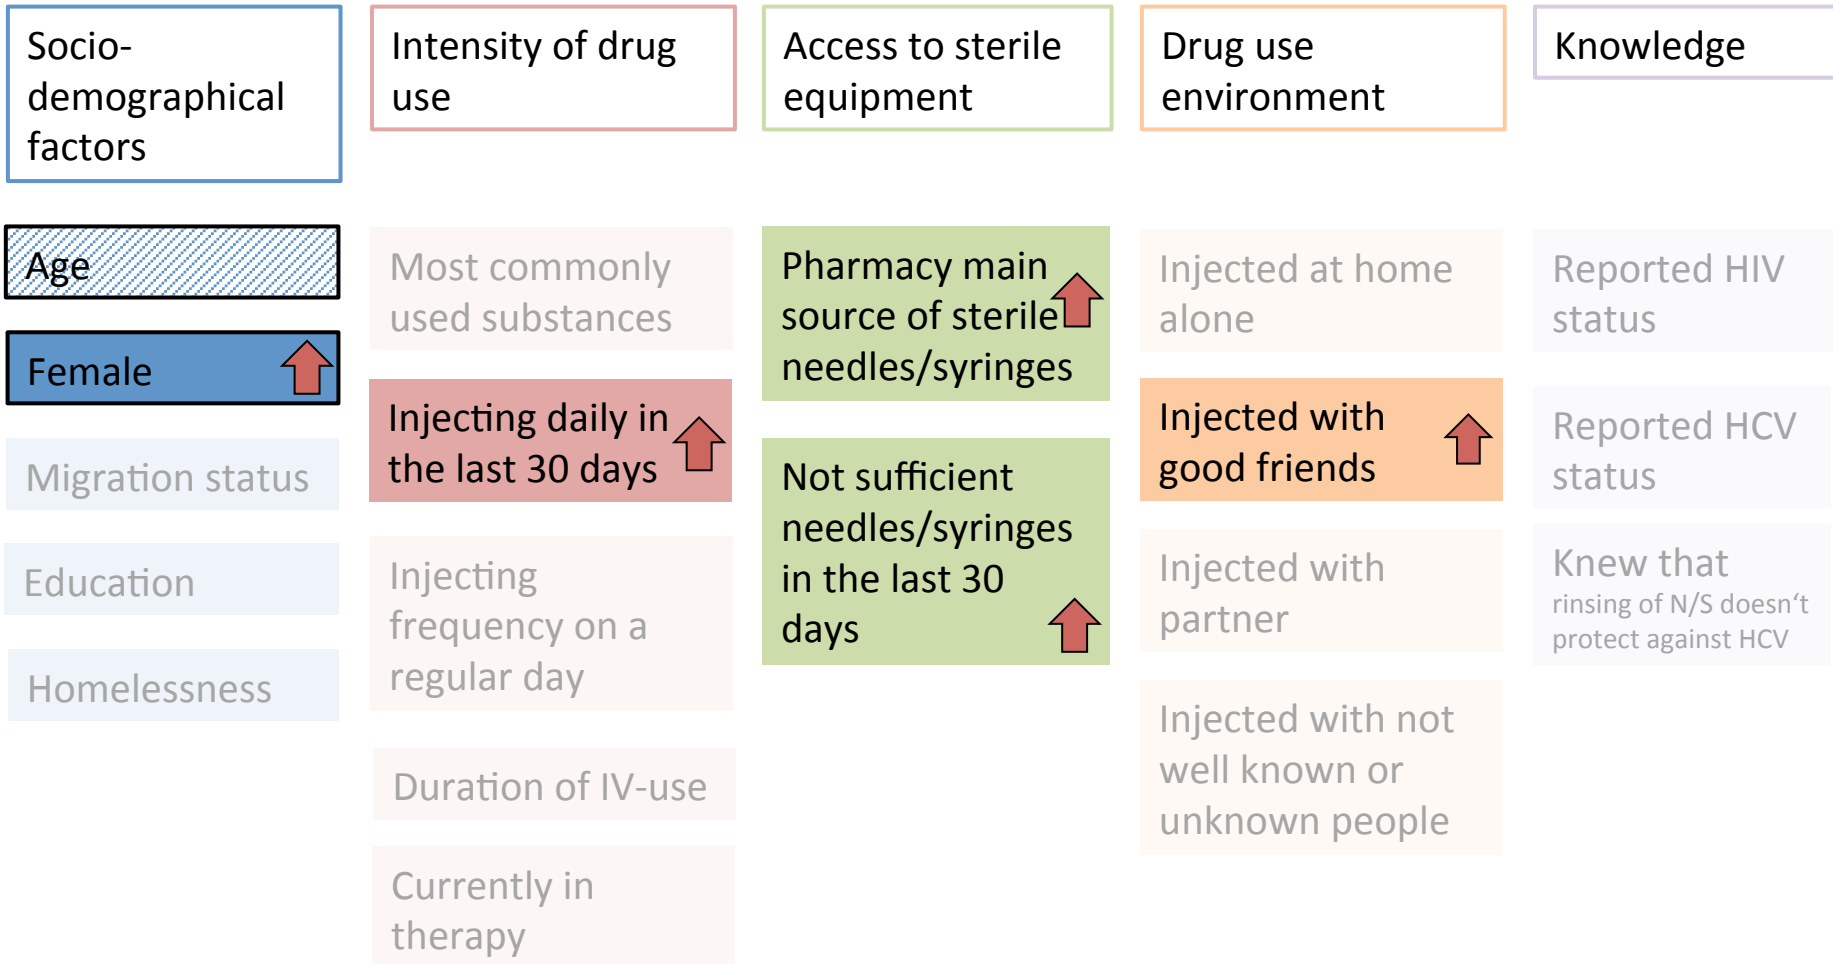 Socio-
demographical
factors
Intensity of drug
use
Access to sterile
equipment
Drug use
environment
Knowledge
Age
Female
Migration status
Education
Homelessness
Most commonly
used substances
Injecting daily in
the last 30 days
Injecting
frequency on a
regular day
Duration of IV-use
Currently in
therapy
Pharmacy main
source of sterile
needles/syringes
Not sufficient
needles/syringes
in the last 30
days
Injected at home
alone
Injected with
good friends
Injected with
partner
Injected with not
well known or
unknown people
Reported HIV
status
Reported HCV
status
Knew that
rinsing of N/S doesn‘t
protect against HCV